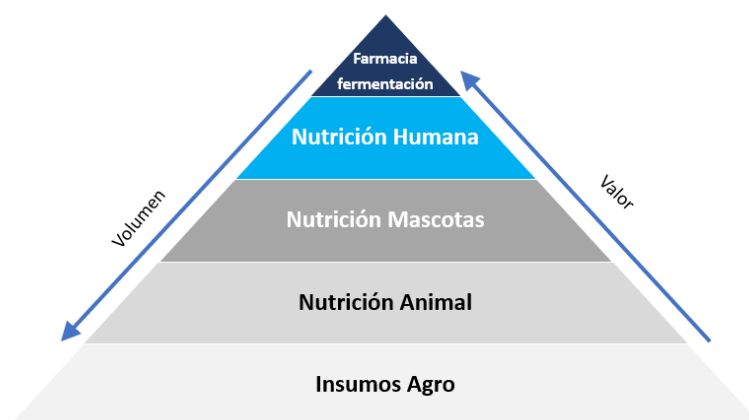 Farmacia
fermentación
Nutrición Humana
Nutrición Mascotas
Nutrición Animal
Insumos Agro
Volumen
Valor